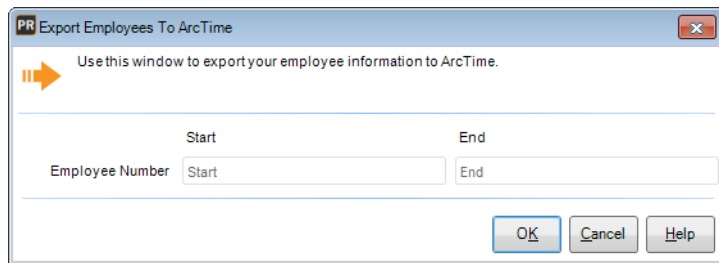 PR Export Employees To ArcTime
Use this window to export your employee information to ArcTime.
Start End
Employee Number Start End
OK Cancel Help